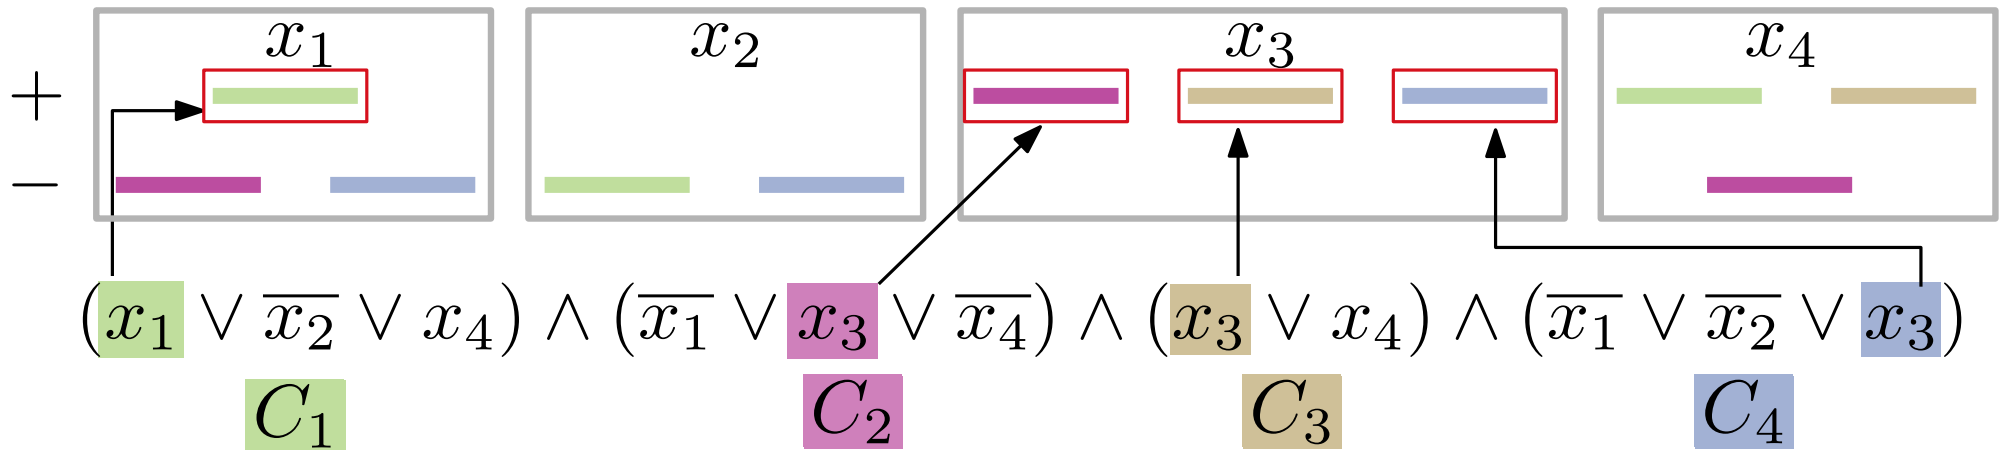 x₁ x₂ x₃ x₄
+
−
(x₁ ∨ x̅₂ ∨ x₄) ∧ (x̅₁ ∨ x₃ ∨ x̅₄) ∧ (x₃ ∨ x₄) ∧ (x̅₁ ∨ x̅₂ ∨ x₃)
C₁ C₂ C₃ C₄